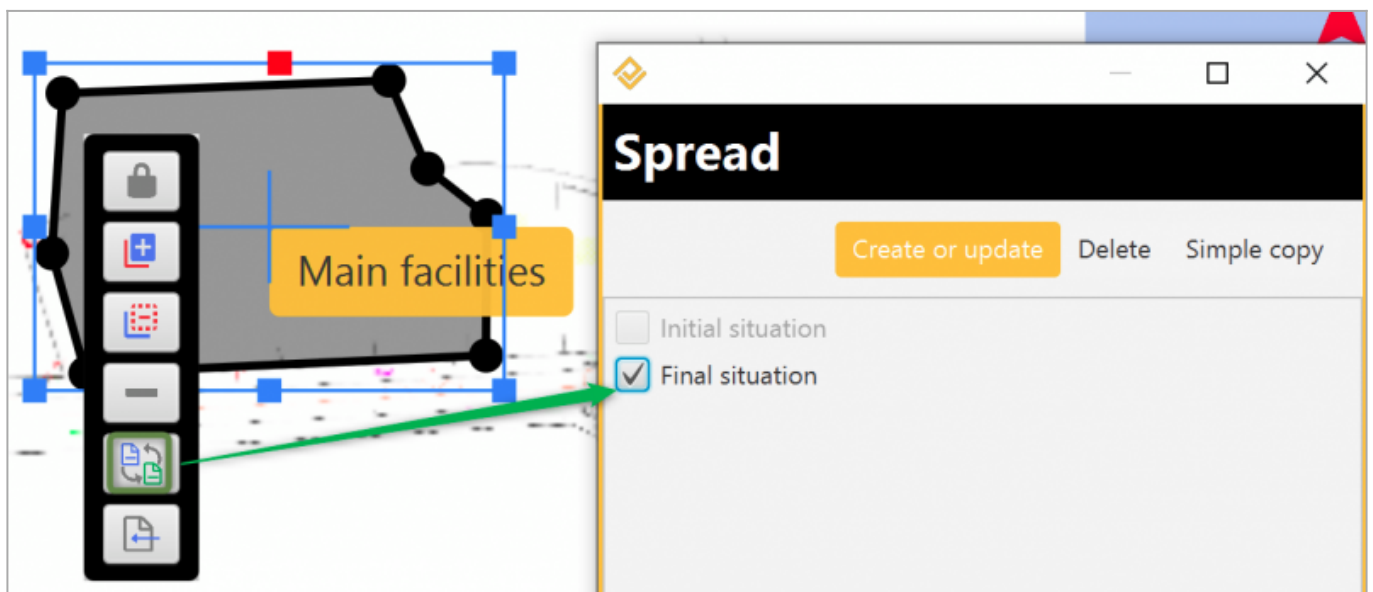 Spread
Create or update Delete Simple copy
Main facilities
Initial situation
Final situation